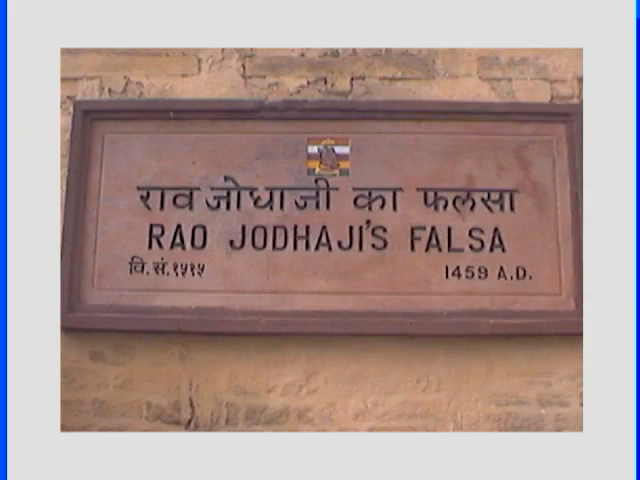 राव जोधाजी का फलसा
RAO JODHAJI'S FALSA
वि.सं.१५१५ 1459 A.D.